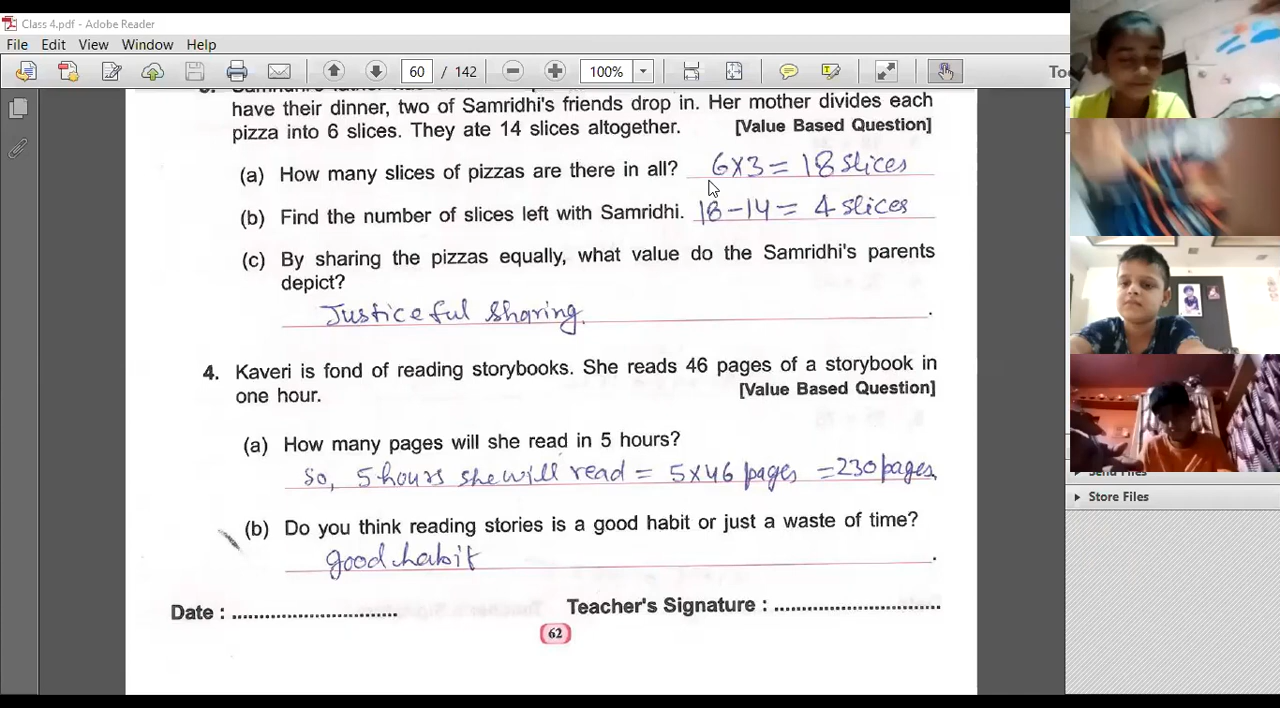 Class 4.pdf - Adobe Reader
File Edit View Window Help
60 / 142 100%
have their dinner, two of Samridhi's friends drop in. Her mother divides each
pizza into 6 slices. They ate 14 slices altogether. [Value Based Question]
(a) How many slices of pizzas are there in all? 6x3 = 18 slices
(b) Find the number of slices left with Samridhi. 18-14 = 4 slices
(c) By sharing the pizzas equally, what value do the Samridhi's parents
depict?
Justiceful sharing.
4. Kaveri is fond of reading storybooks. She reads 46 pages of a storybook in
one hour. [Value Based Question]
(a) How many pages will she read in 5 hours?
So, 5 hours she will read = 5x46 pages = 230 pages
(b) Do you think reading stories is a good habit or just a waste of time?
good habit
Date : ................................ Teacher's Signature : ................................
62
Store Files